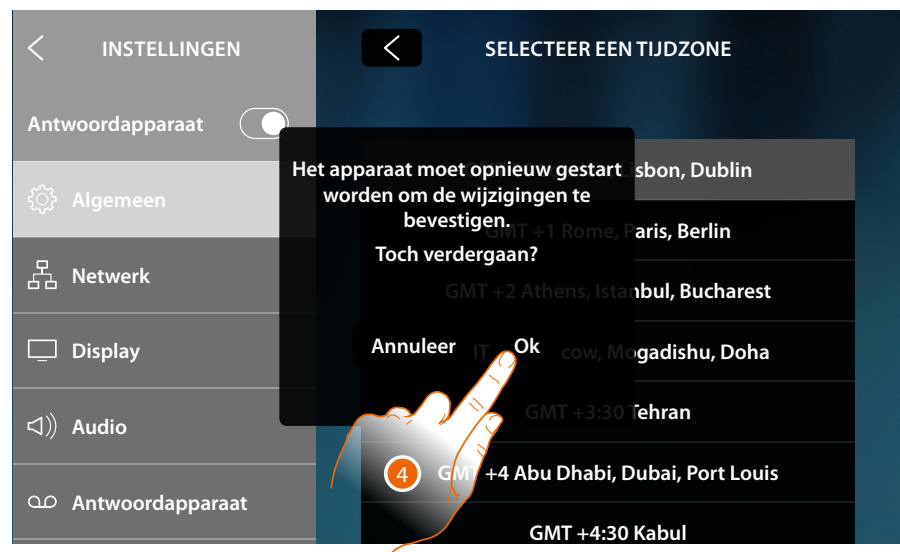 INSTELLINGEN
SELECTEER EEN TIJDZONE
Antwoordapparaat
Het apparaat moet opnieuw gestart
worden om de wijzigingen te
bevestigen.
Toch verdergaan?
Annuleer
Ok
Algemeen
Netwerk
Display
Audio
Antwoordapparaat
Lisbon, Dublin
GMT +1 Rome, Paris, Berlin
GMT +2 Athens, Istanbul, Bucharest
Mogadishu, Doha
GMT +3:30 Tehran
4
GMT +4 Abu Dhabi, Dubai, Port Louis
GMT +4:30 Kabul